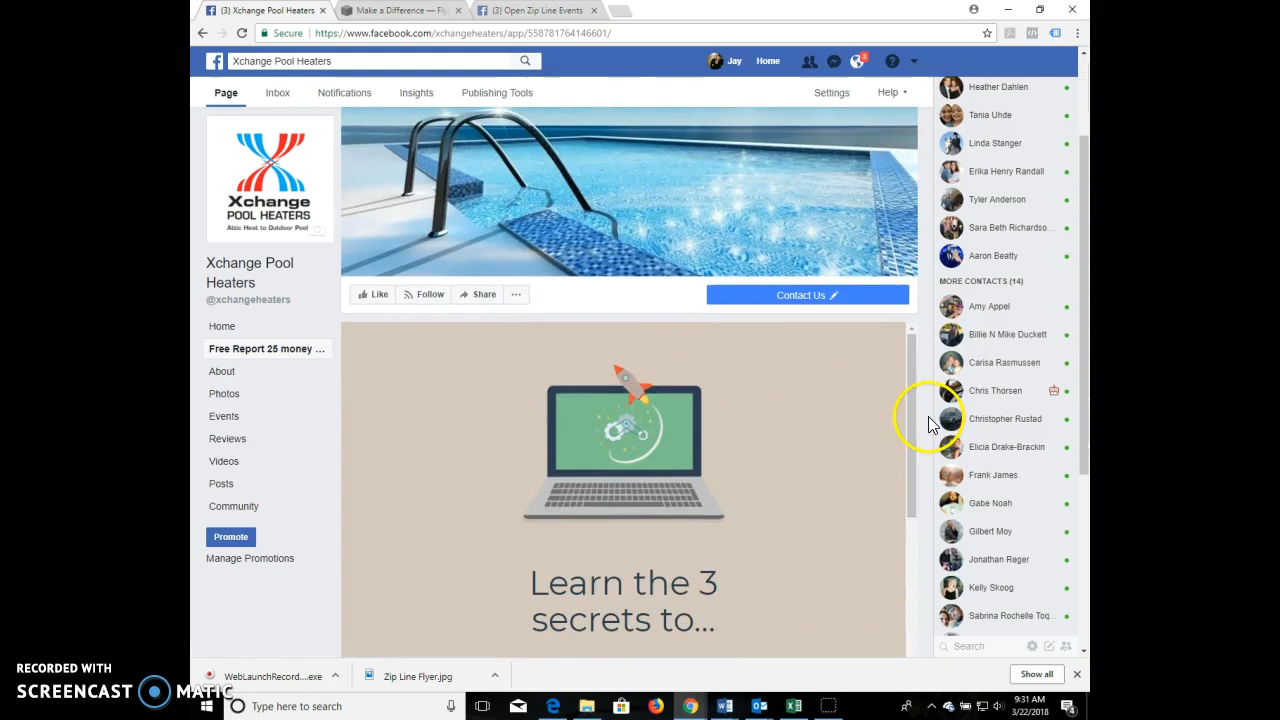 (3) Xchange Pool Heaters
Make a Difference — Fly
(3) Open Zip Line Events
Secure
https://www.facebook.com/xchangeheaters/app/558781764146601/
Xchange Pool Heaters
Jay
Home
3
Page
Inbox
Notifications
Insights
Publishing Tools
Settings
Help
Xchange
POOL HEATERS
Attic Heat to Outdoor Pool
Xchange Pool
Heaters
@xchangeheaters
Home
Free Report 25 money ...
About
Photos
Events
Reviews
Videos
Posts
Community
Promote
Manage Promotions
Like
Follow
Share
...
Contact Us
Learn the 3
secrets to...
Heather Dahlen
Tania Uhde
Linda Stanger
Erika Henry Randall
Tyler Anderson
Sara Beth Richardso...
Aaron Beatty
MORE CONTACTS (14)
Amy Appel
Billie N Mike Duckett
Carisa Rasmussen
Chris Thorsen
Christopher Rustad
Elicia Drake-Brackin
Frank James
Gabe Noah
Gilbert Moy
Jonathan Reger
Kelly Skoog
Sabrina Rochelle Toq...
Search
WebLaunchRecord....exe
Zip Line Flyer.jpg
Show all
Type here to search
9:31 AM
3/22/2018
4
RECORDED WITH
SCREENCAST MATIC